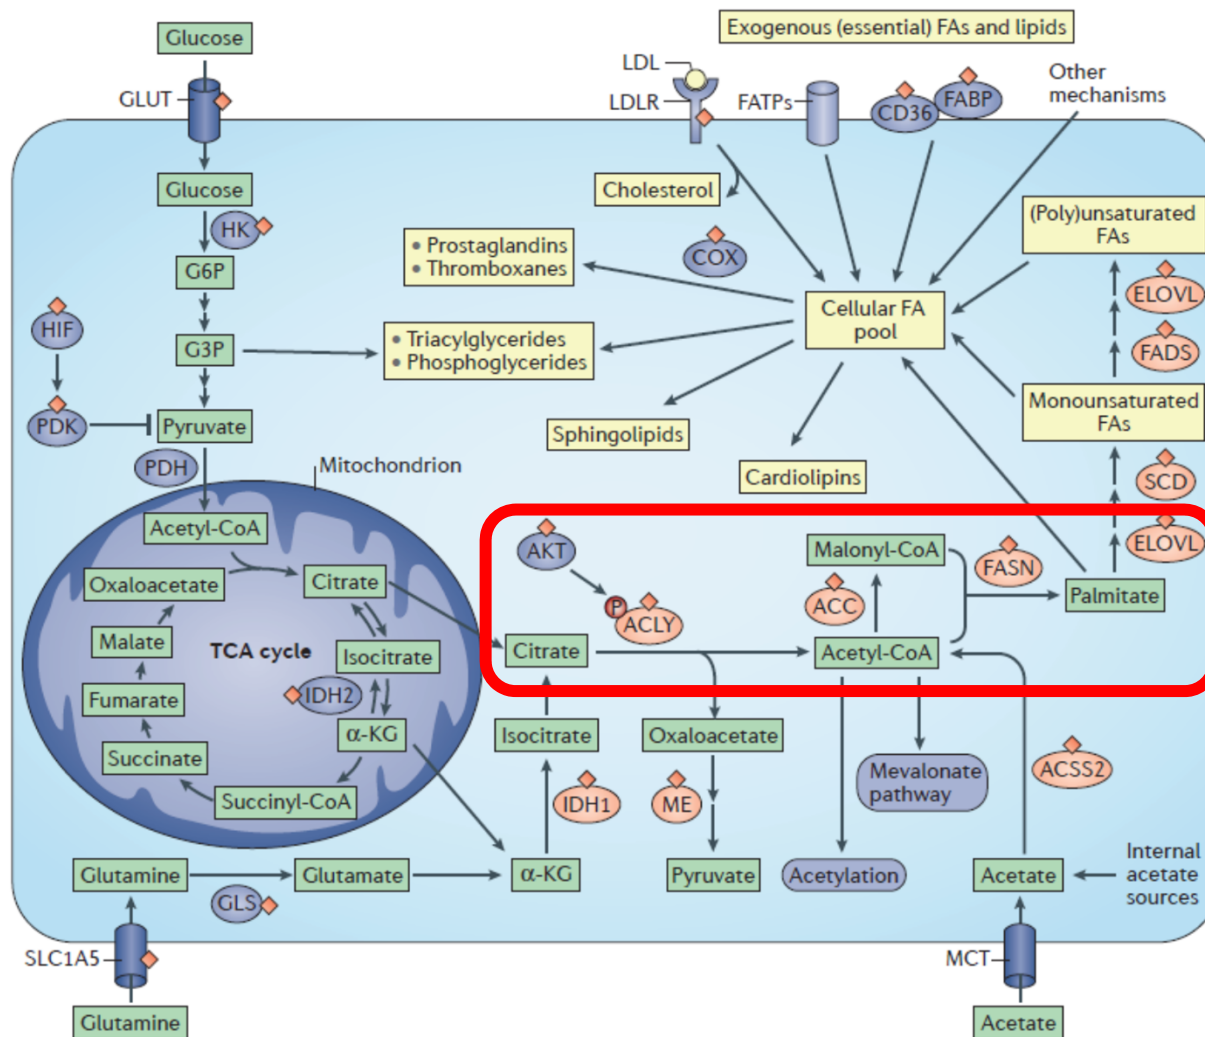 Exogenous (essential) FAs and lipids
Glucose
GLUT
LDL
LDLR
FATPs
CD36
FABP
Other
mechanisms
Glucose
HK
G6P
G3P
HIF
PDK
Pyruvate
PDH
Cholesterol
• Prostaglandins
• Thromboxanes
COX
• Triacylglycerides
• Phosphoglycerides
Cellular FA
pool
Sphingolipids
Cardiolipins
(Poly)unsaturated
FAs
ELOVL
FADS
Monounsaturated
FAs
SCD
ELOVL
Mitochondrion
Acetyl-CoA
Oxaloacetate
Citrate
Malate
TCA cycle
Isocitrate
Fumarate
IDH2
α-KG
Succinate
Succinyl-CoA
AKT
P
ACLY
Citrate
Malonyl-CoA
ACC
FASN
Palmitate
Acetyl-CoA
Isocitrate
Oxaloacetate
IDH1
ME
Mevalonate
pathway
ACSS2
Glutamine
GLS
Glutamate
α-KG
Pyruvate
Acetylation
Acetate
Internal
acetate
sources
SLC1A5
MCT
Glutamine
Acetate